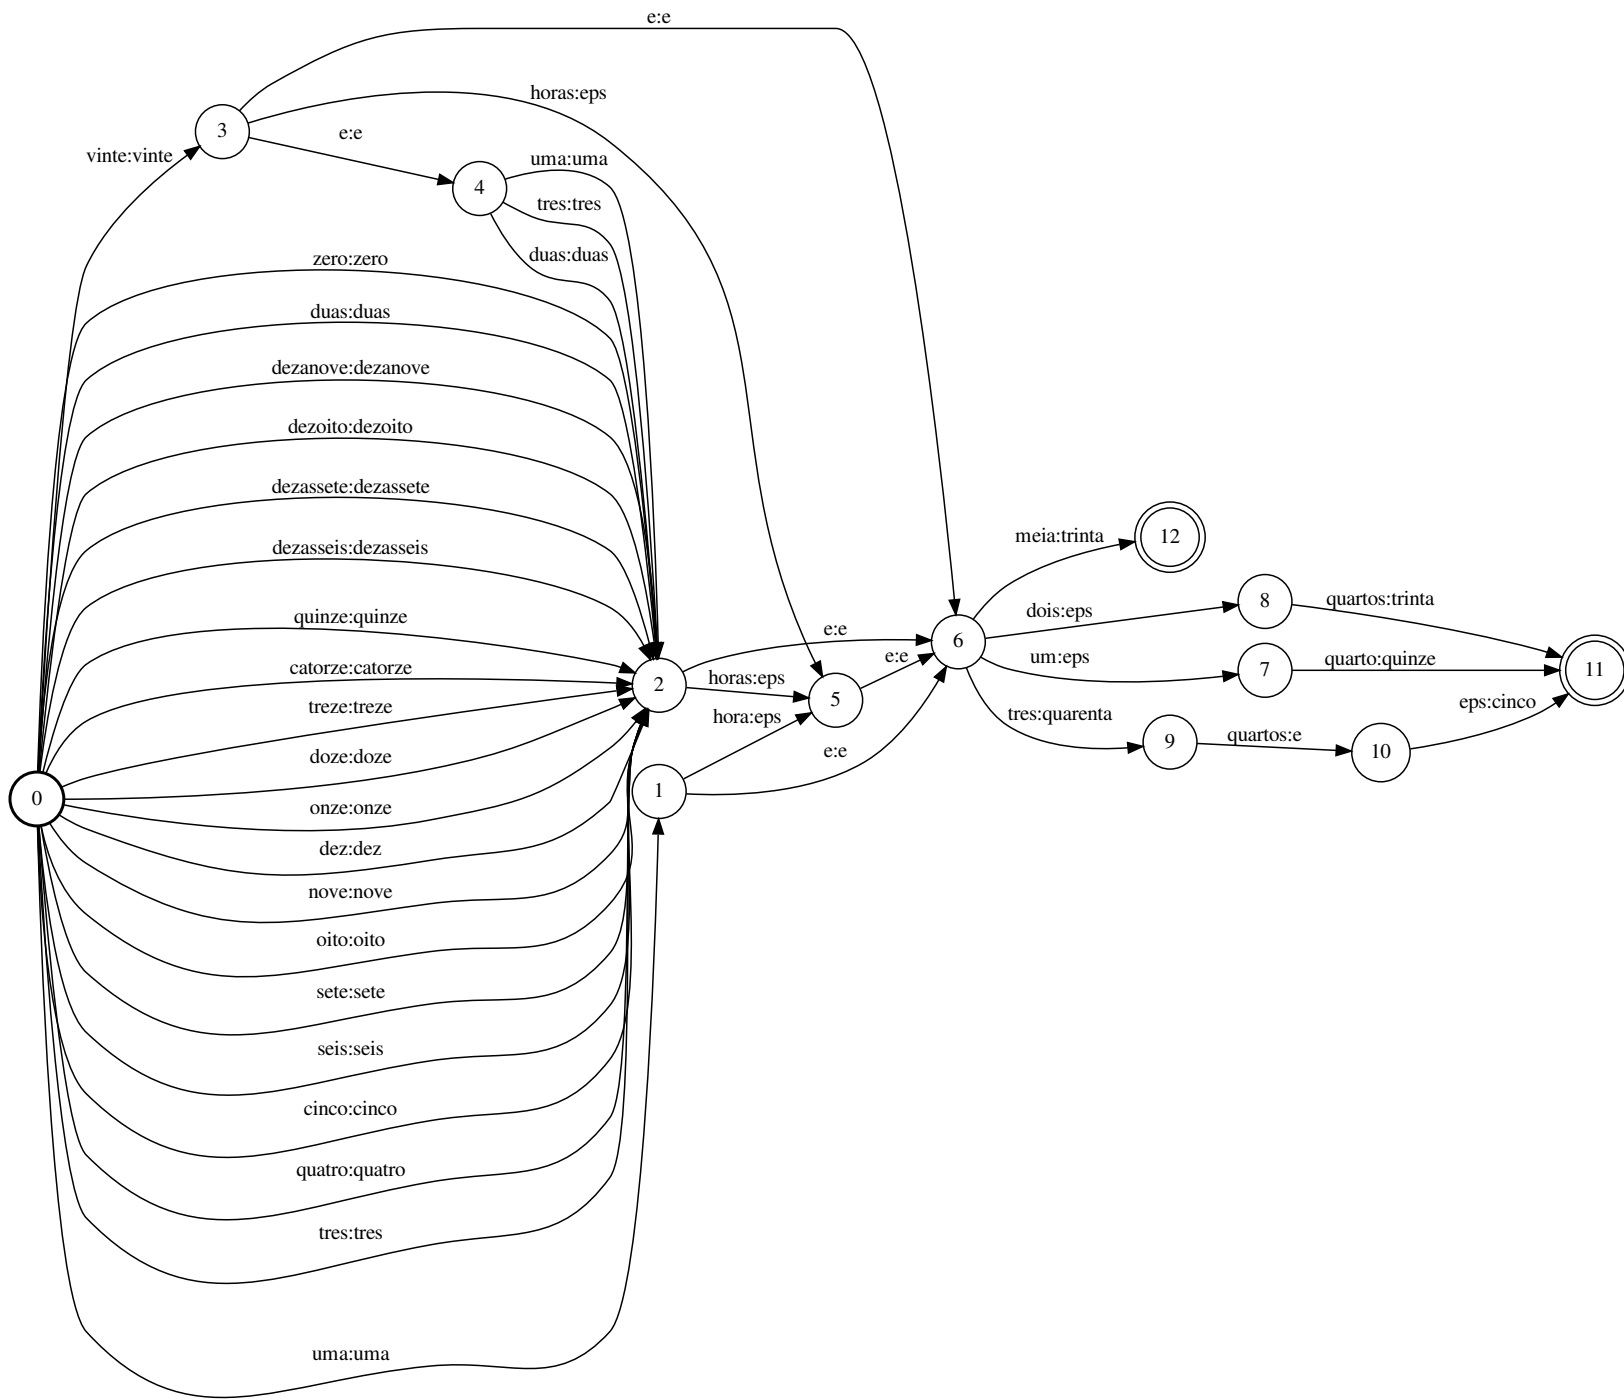 e:e
horas:eps
3
e:e
vinte:vinte
uma:uma
4
tres:tres
duas:duas
zero:zero
duas:duas
dezanove:dezanove
dezoito:dezoito
dezassete:dezassete
meia:trinta
12
dezasseis:dezasseis
quartos:trinta
8
dois:eps
quinze:quinze
e:e
6
e:e
um:eps
quarto:quinze
catorze:catorze
7
11
horas:eps
2
5
eps:cinco
treze:treze
hora:eps
tres:quarenta
quartos:e
9
10
doze:doze
e:e
1
0
onze:onze
dez:dez
nove:nove
oito:oito
sete:sete
seis:seis
cinco:cinco
quatro:quatro
tres:tres
uma:uma